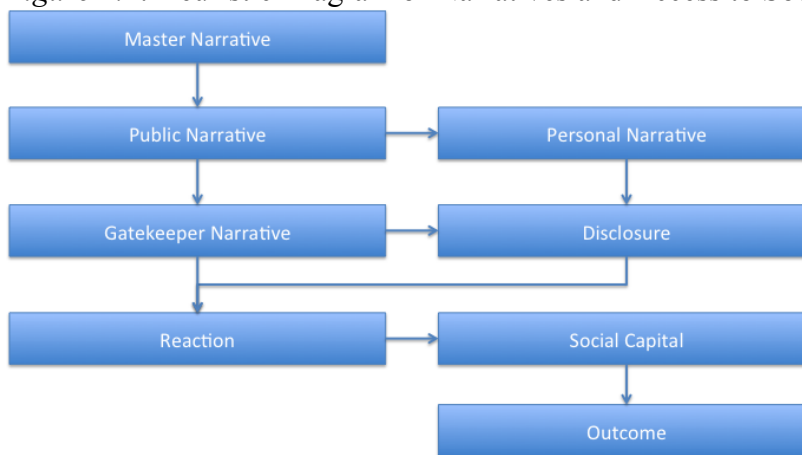 Master Narrative
Public Narrative
Personal Narrative
Gatekeeper Narrative
Disclosure
Reaction
Social Capital
Outcome